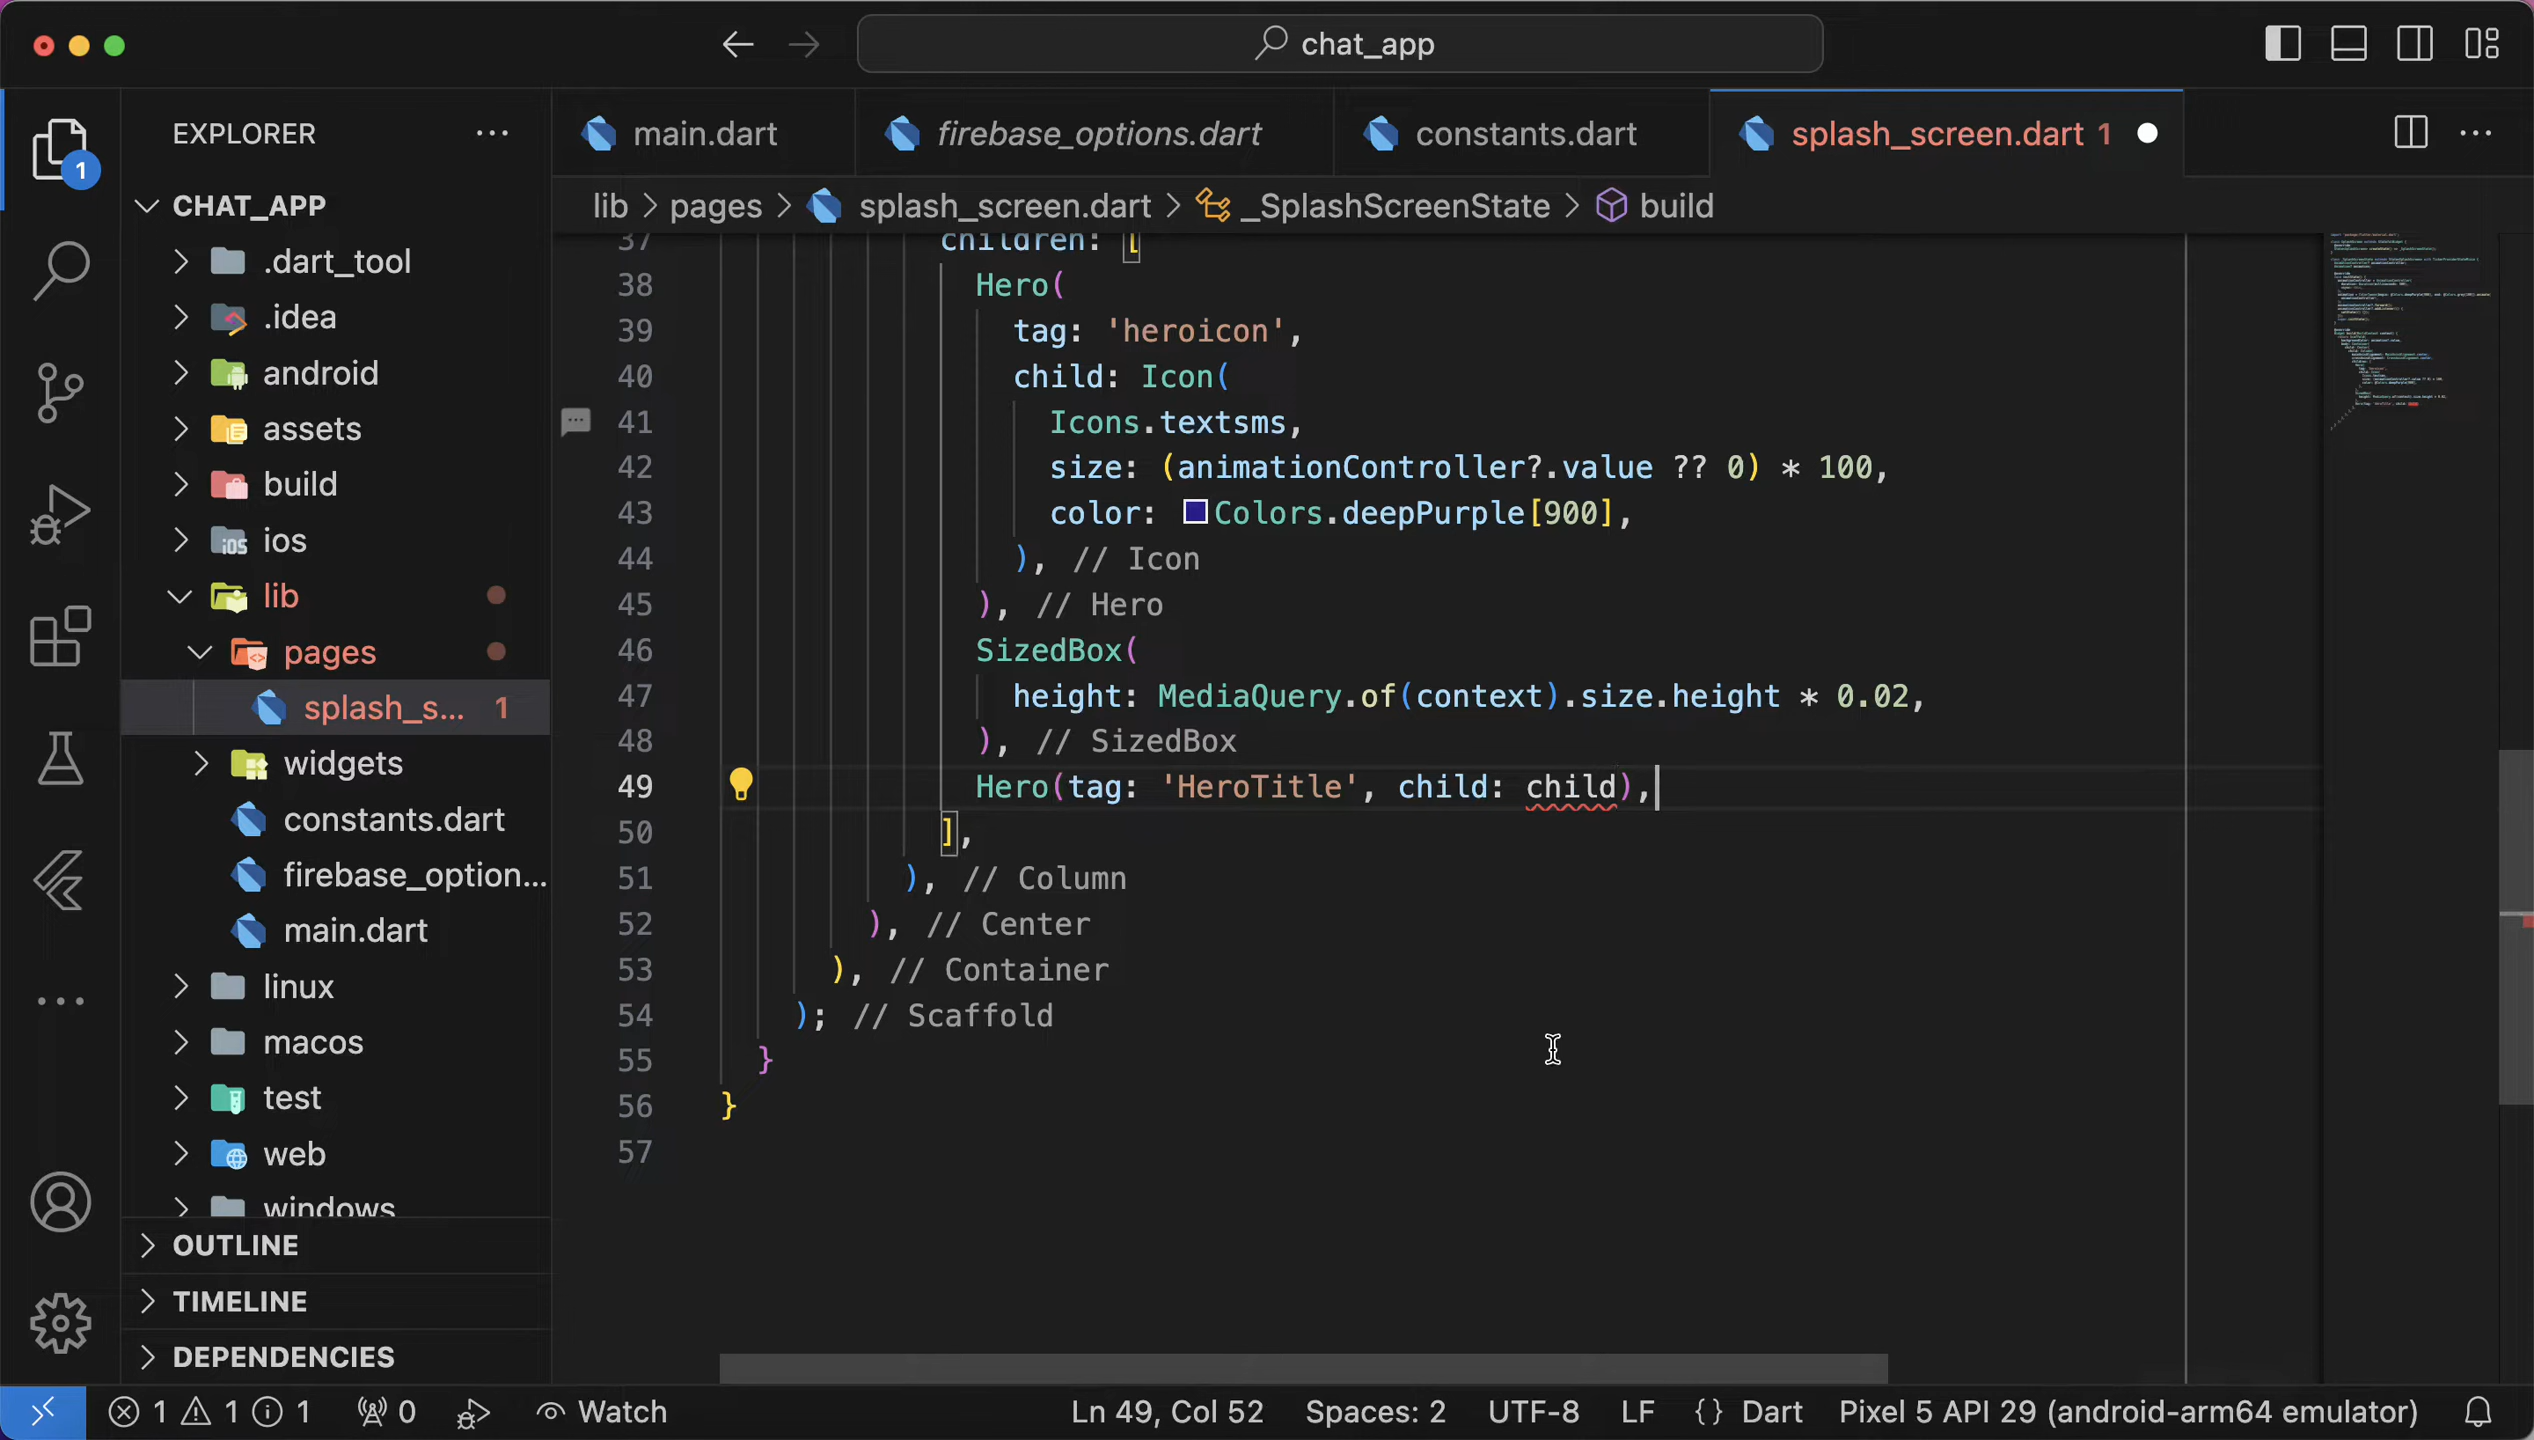 chat_app
EXPLORER
main.dart
firebase_options.dart
constants.dart
splash_screen.dart 1
1
lib > pages > splash_screen.dart > _SplashScreenState > build
CHAT_APP
.dart_tool
.idea
android
assets
build
ios
lib
pages
splash_s... 1
widgets
constants.dart
firebase_option...
main.dart
linux
macos
test
web
windows
OUTLINE
TIMELINE
DEPENDENCIES
37 children: [
38 Hero(
39 tag: 'heroicon',
40 child: Icon(
41 Icons.textsms,
42 size: (animationController?.value ?? 0) * 100,
43 color: Colors.deepPurple[900],
44 ), // Icon
45 ), // Hero
46 SizedBox(
47 height: MediaQuery.of(context).size.height * 0.02,
48 ), // SizedBox
49 Hero(tag: 'HeroTitle', child: child),
50 ],
51 ), // Column
52 ), // Center
53 ), // Container
54 ); // Scaffold
55 }
56 }
57
1 1 1 0 Watch Ln 49, Col 52 Spaces: 2 UTF-8 LF {} Dart Pixel 5 API 29 (android-arm64 emulator)